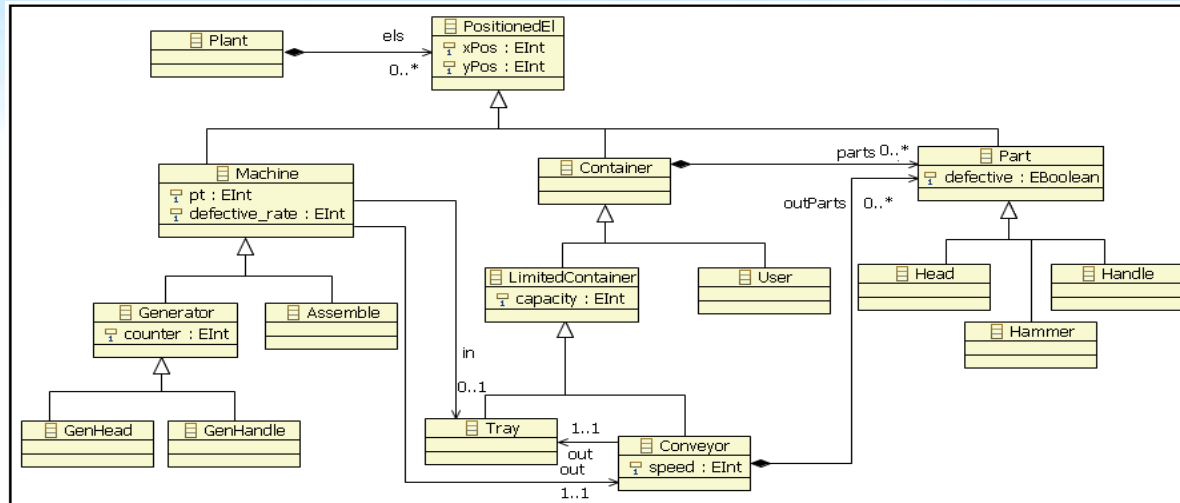 Plant
els
0..*
PositionedEl
xPos : EInt
yPos : EInt
Machine
pt : EInt
defective_rate : EInt
Container
parts 0..*
Part
defective : EBoolean
outParts 0..*
Generator
counter : EInt
Assemble
LimitedContainer
capacity : EInt
User
Head
Handle
Hammer
in
0..1
GenHead
GenHandle
Tray
1..1
out
Conveyor
speed : EInt
out
1..1